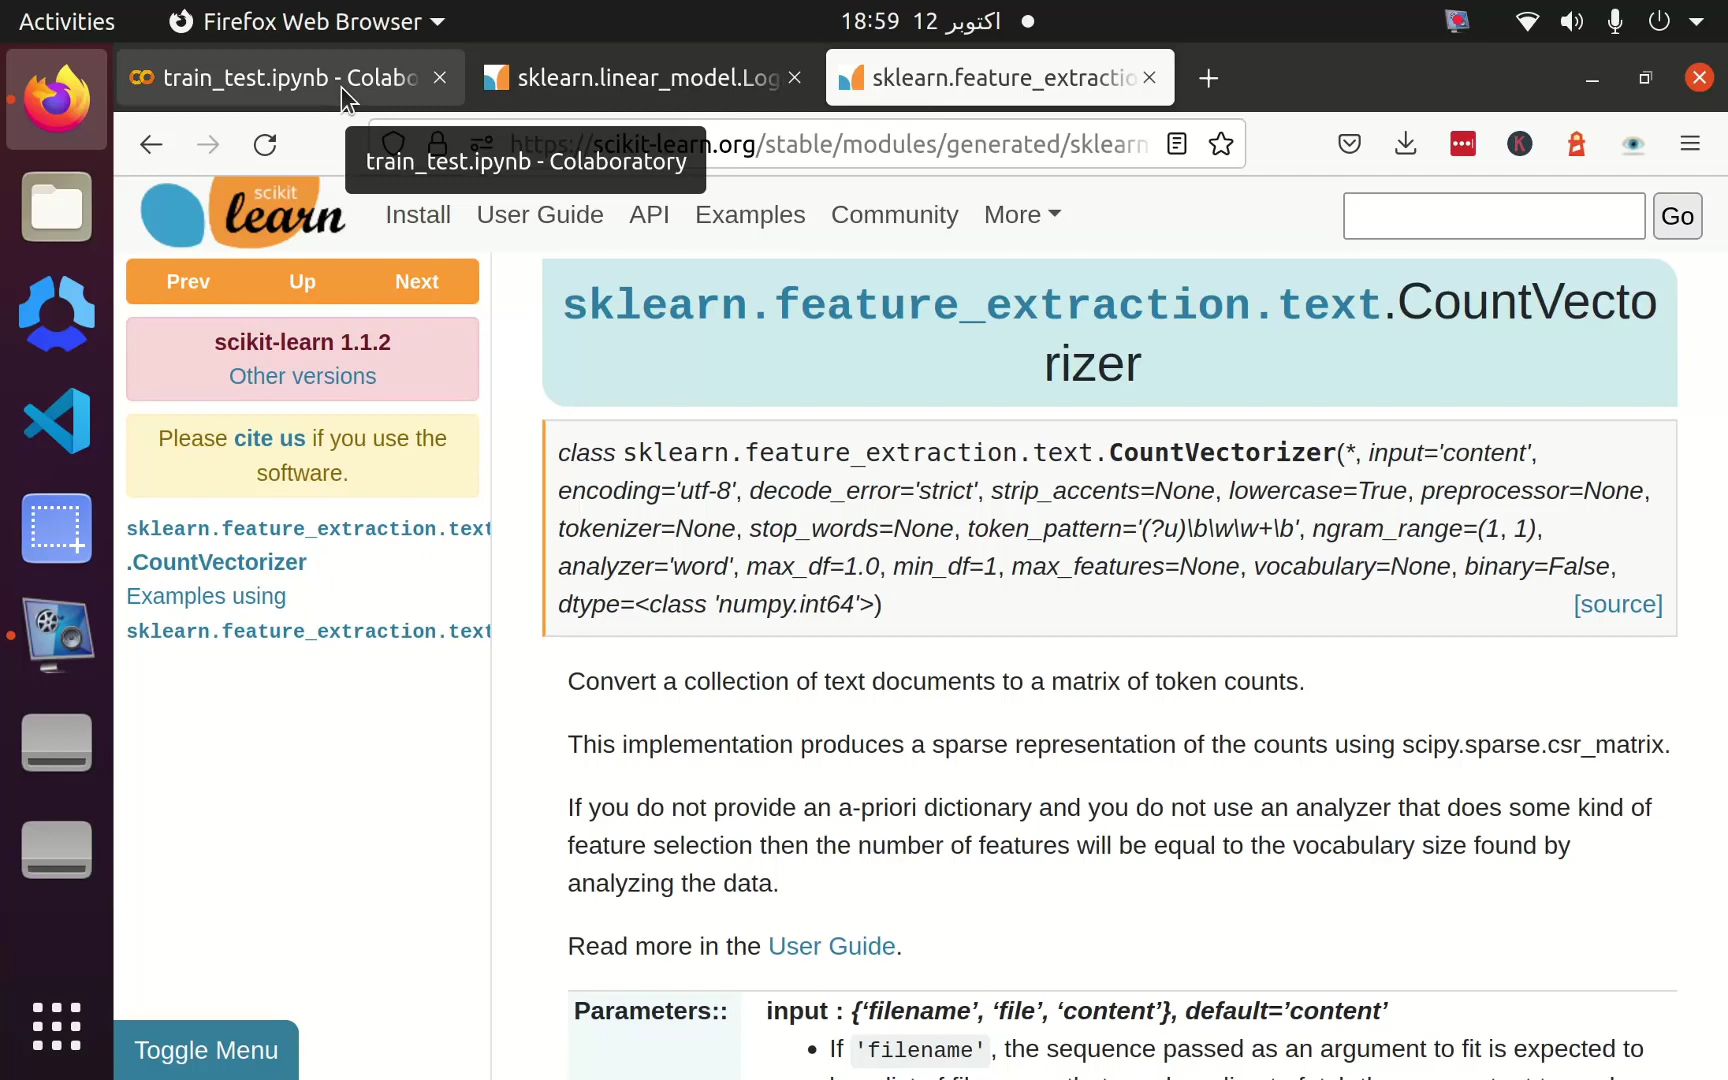 Activities
Firefox Web Browser
18:59 12 اکتوبر
train_test.ipynb - Colabo
sklearn.linear_model.Log
sklearn.feature_extractio
https://scikit-learn.org/stable/modules/generated/sklearn
train_test.ipynb - Colaboratory
scikit
learn
Install User Guide API Examples Community More
Go
Prev Up Next
scikit-learn 1.1.2
Other versions
Please cite us if you use the
software.
sklearn.feature_extraction.text
.CountVectorizer
Examples using
sklearn.feature_extraction.text
Toggle Menu
sklearn.feature_extraction.text.CountVecto
rizer
class sklearn.feature_extraction.text.CountVectorizer(*, input='content',
encoding='utf-8', decode_error='strict', strip_accents=None, lowercase=True, preprocessor=None,
tokenizer=None, stop_words=None, token_pattern='(?u)\b\w\w+\b', ngram_range=(1, 1),
analyzer='word', max_df=1.0, min_df=1, max_features=None, vocabulary=None, binary=False,
dtype=<class 'numpy.int64'>) [source]
Convert a collection of text documents to a matrix of token counts.
This implementation produces a sparse representation of the counts using scipy.sparse.csr_matrix.
If you do not provide an a-priori dictionary and you do not use an analyzer that does some kind of
feature selection then the number of features will be equal to the vocabulary size found by
analyzing the data.
Read more in the User Guide.
Parameters:: input : {‘filename’, ‘file’, ‘content’}, default=’content’
• If 'filename', the sequence passed as an argument to fit is expected to